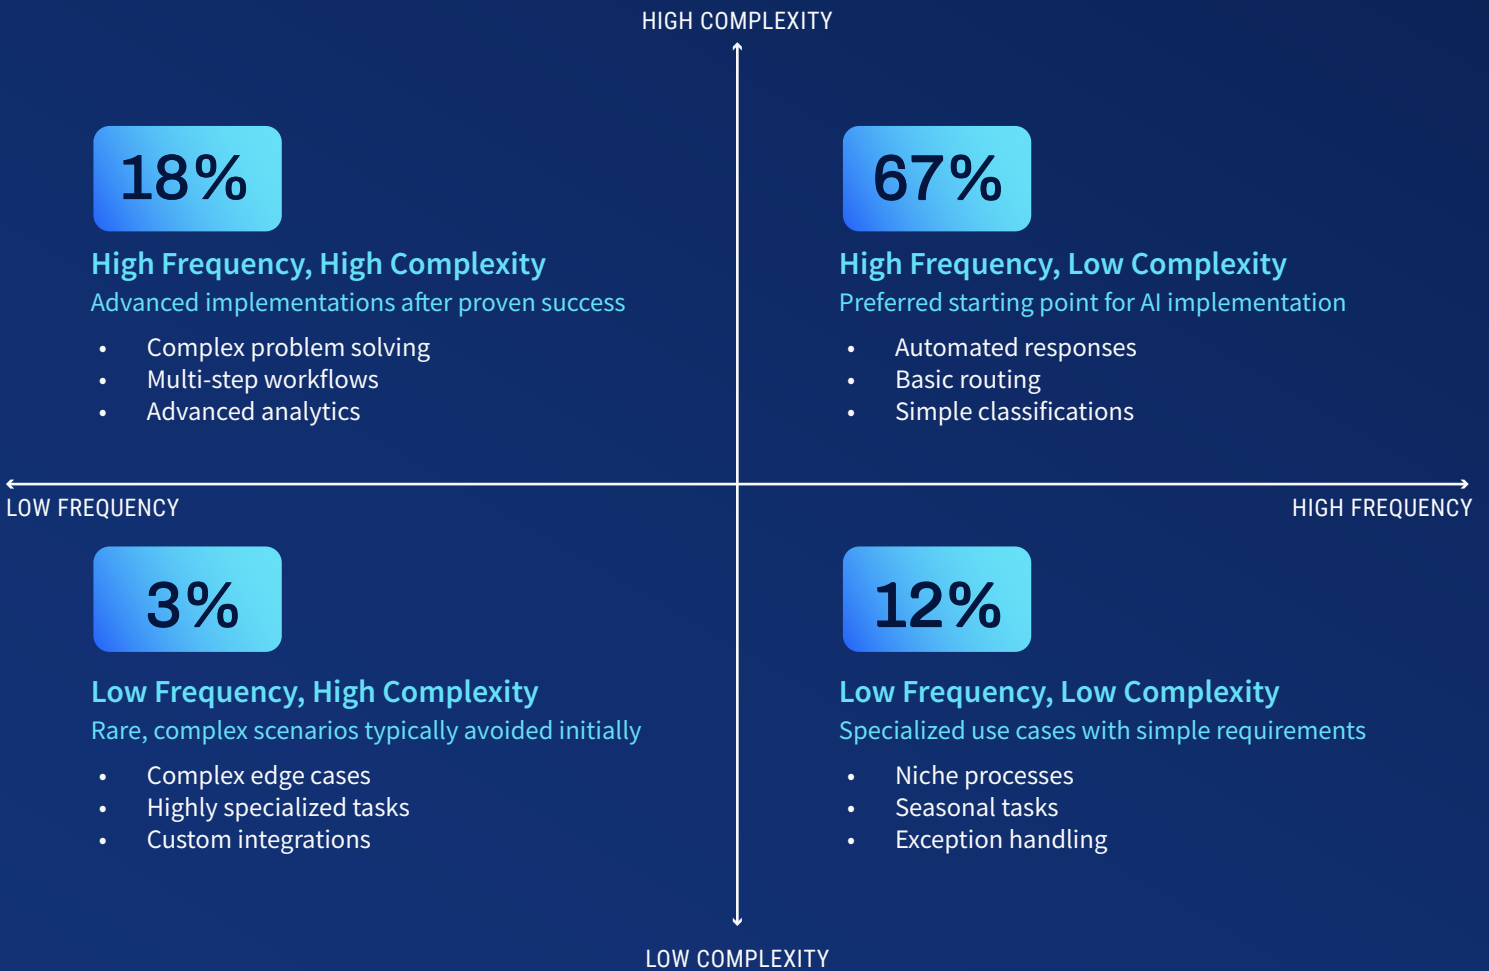 HIGH COMPLEXITY
18%
High Frequency, High Complexity
Advanced implementations after proven success
• Complex problem solving
• Multi-step workflows
• Advanced analytics
67%
High Frequency, Low Complexity
Preferred starting point for AI implementation
• Automated responses
• Basic routing
• Simple classifications
LOW FREQUENCY
HIGH FREQUENCY
3%
Low Frequency, High Complexity
Rare, complex scenarios typically avoided initially
• Complex edge cases
• Highly specialized tasks
• Custom integrations
12%
Low Frequency, Low Complexity
Specialized use cases with simple requirements
• Niche processes
• Seasonal tasks
• Exception handling
LOW COMPLEXITY